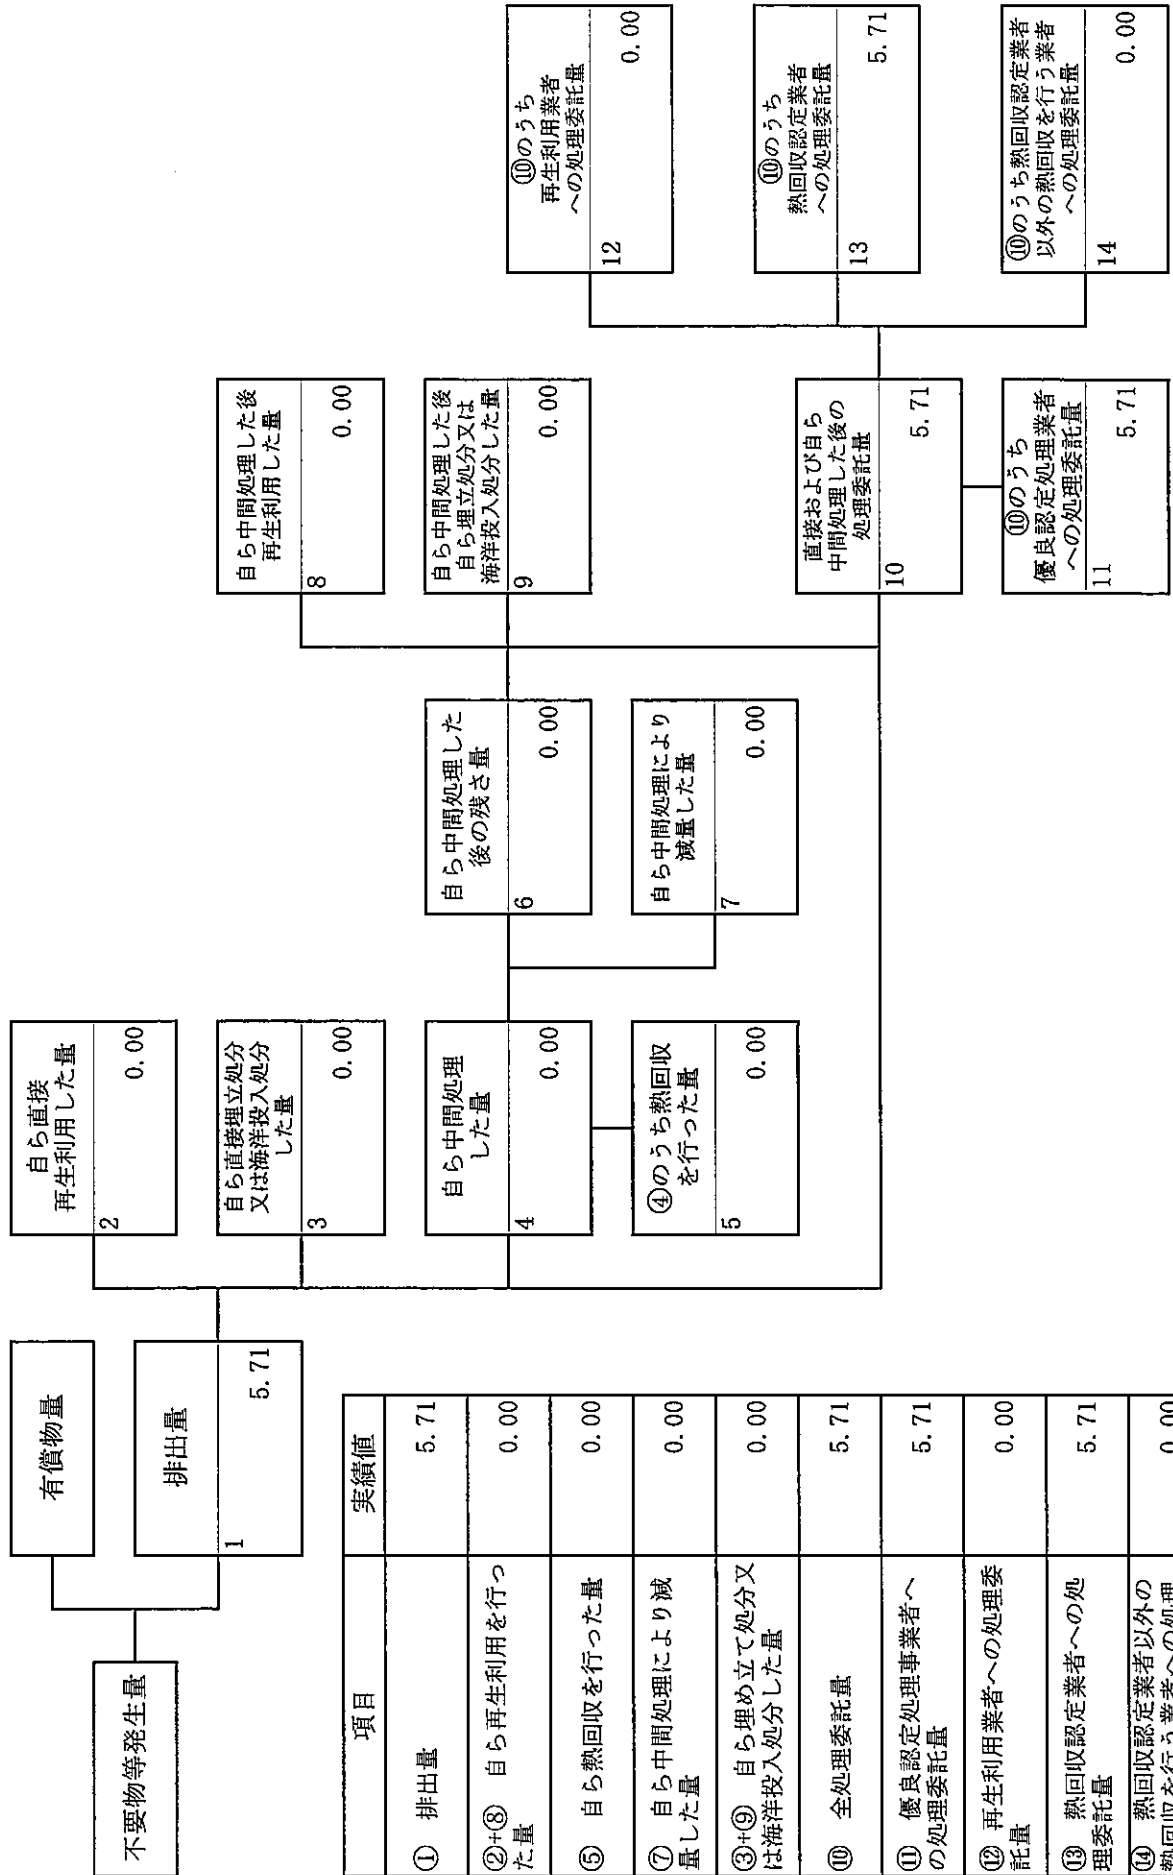 不要物等発生量
有償物量
排出量
1
5.71
自ら直接
再生利用した量
2
0.00
自ら直接埋立処分
又は海洋投入処分
した量
3
0.00
自ら中間処理
した量
4
0.00
④のうち熱回収
を行った量
5
0.00
自ら中間処理した
後の残さ量
6
0.00
自ら中間処理により
減量した量
7
0.00
自ら中間処理した後
再生利用した量
8
0.00
自ら中間処理した後
自ら埋立処分又は
海洋投入処分した量
9
0.00
直接および自ら
中間処理した後の
処理委託量
10
5.71
⑩のうち
優良認定処理業者
への処理委託量
11
5.71
⑩のうち
再生利用業者
への処理委託量
12
0.00
⑩のうち
熱回収認定業者
への処理委託量
13
5.71
⑩のうち熱回収認定業者
以外の熱回収を行う業者
への処理委託量
14
0.00
項目 実績値
① 排出量 5.71
②+⑧ 自ら再生利用を行っ
た量 0.00
⑤ 自ら熱回収を行った量 0.00
⑦ 自ら中間処理により減
量した量 0.00
③+⑨ 自ら埋め立て処分又
は海洋投入処分した量 0.00
⑩ 全処理委託量 5.71
⑪ 優良認定処理事業者へ
の処理委託量 5.71
⑫ 再生利用業者への処理委
託量 0.00
⑬ 熱回収認定業者への処
理委託量 5.71
⑭ 熱回収認定業者以外の
熱回収を行う業者への処理
0.00